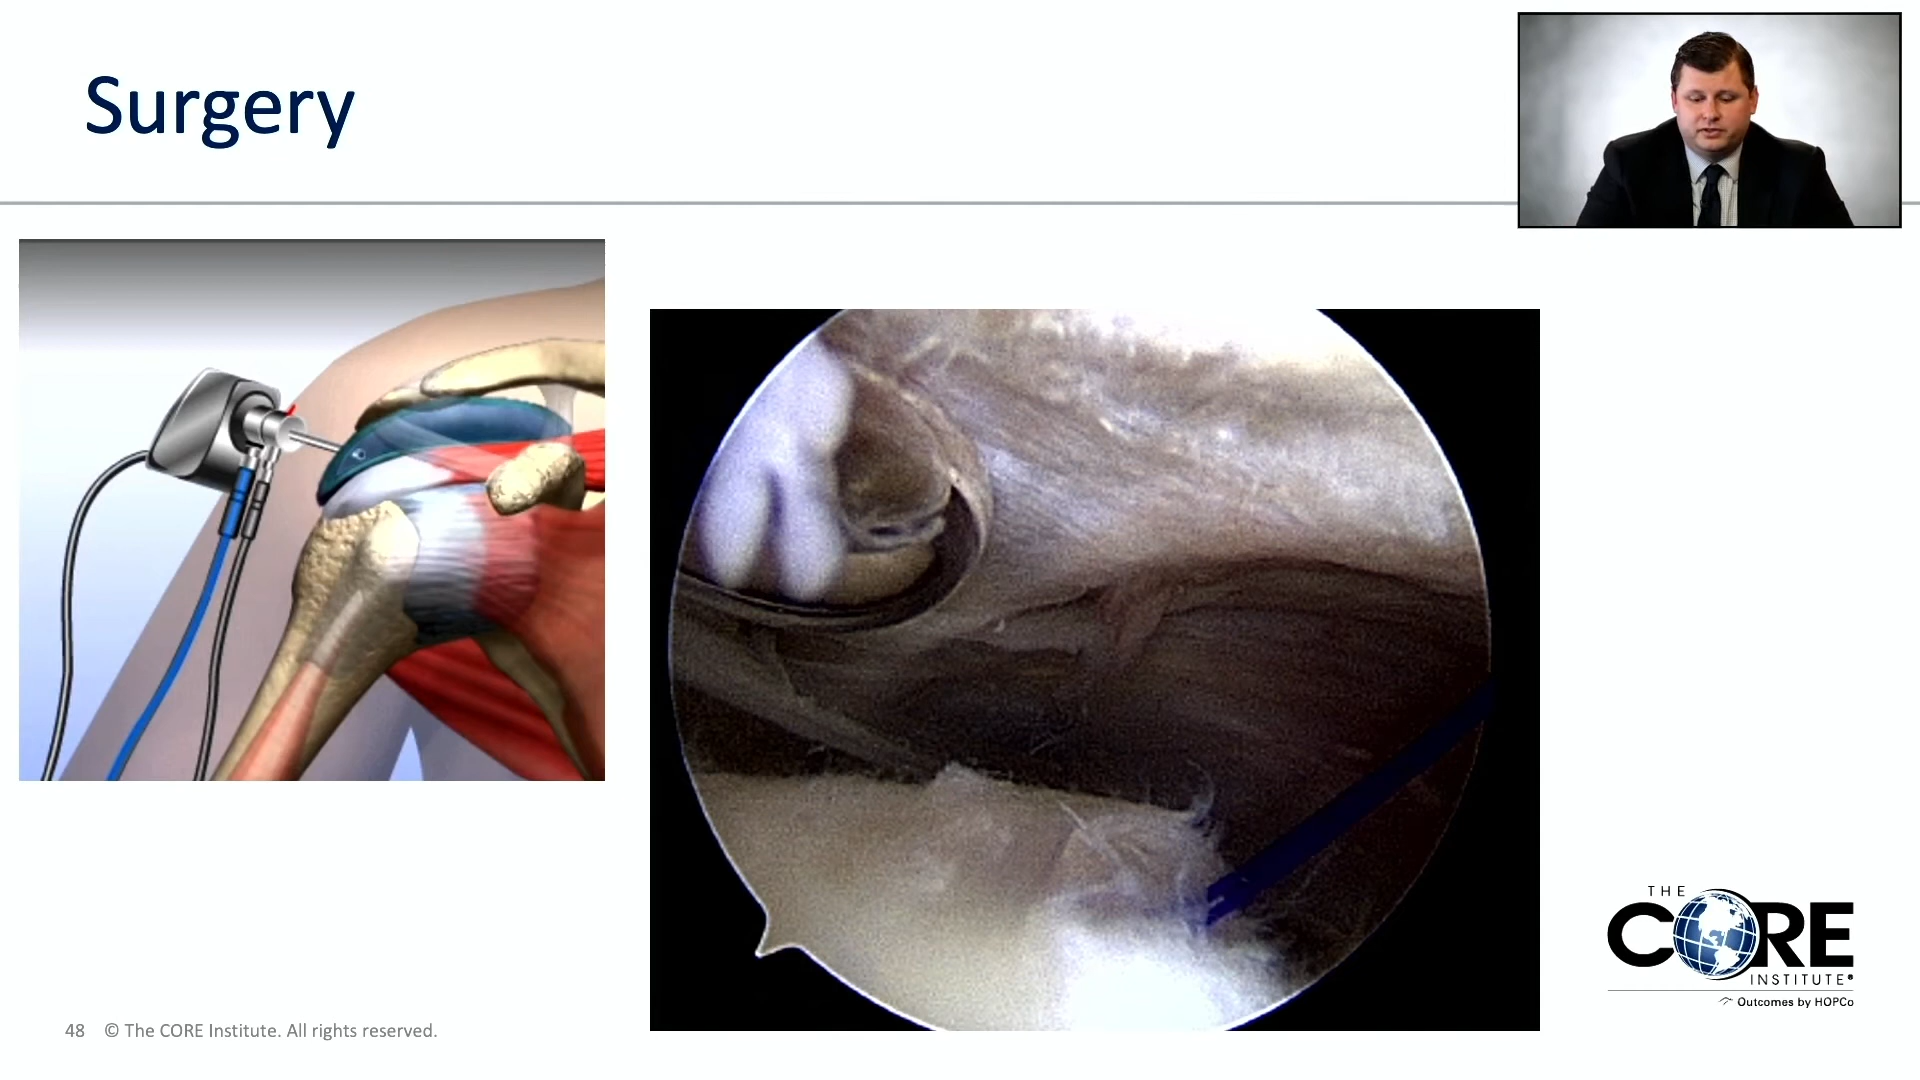 Surgery
THE
CORE
INSTITUTE®
Outcomes by HOPCo
48 © The CORE Institute. All rights reserved.